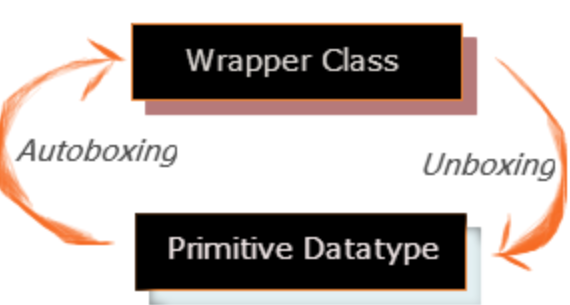 Wrapper Class
Autoboxing
Unboxing
Primitive Datatype